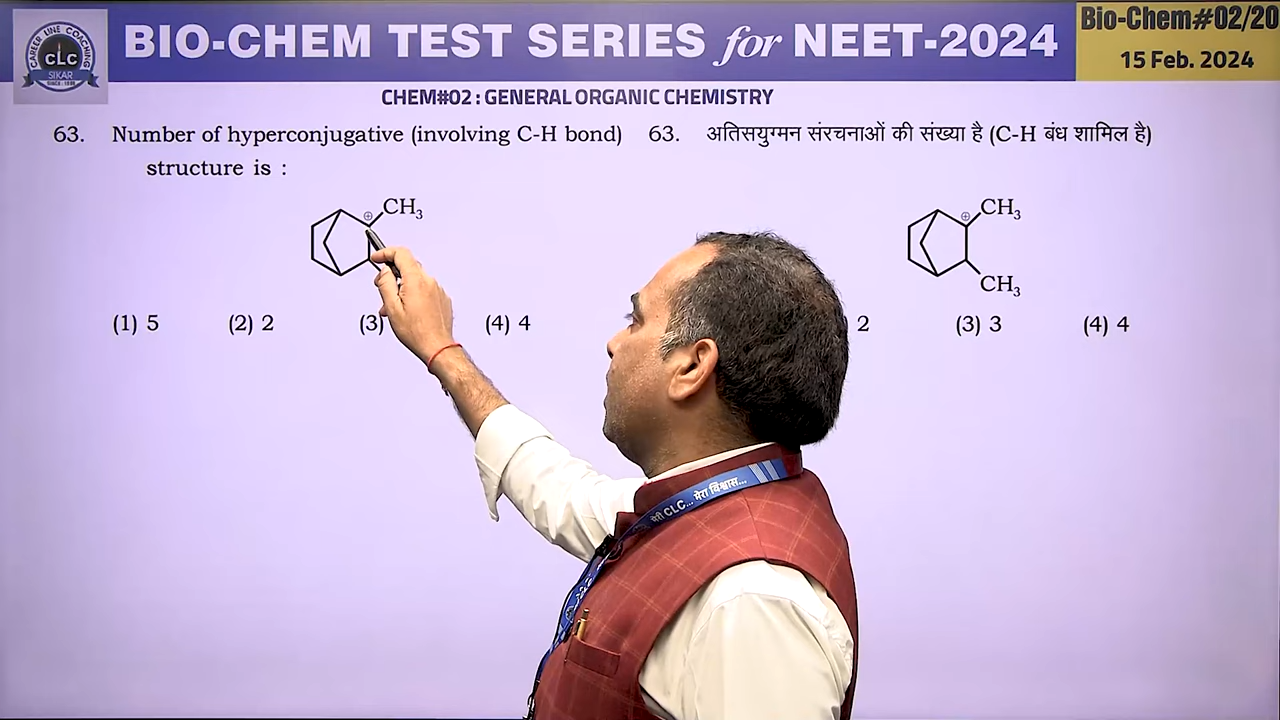 BIO-CHEM TEST SERIES for NEET-2024
Bio-Chem#02/20
15 Feb. 2024
CAREER LINE COACHING
CLC
SIKAR
CHEM#02 : GENERAL ORGANIC CHEMISTRY
63. Number of hyperconjugative (involving C-H bond)
structure is :
CH3
(1) 5 (2) 2 (3) (4) 4
63. अतिसयुग्मन संरचनाओं की संख्या है (C-H बंध शामिल है)
CH3
CH3
2 (3) 3 (4) 4
मेरी CLC... मेरा विश्वास...